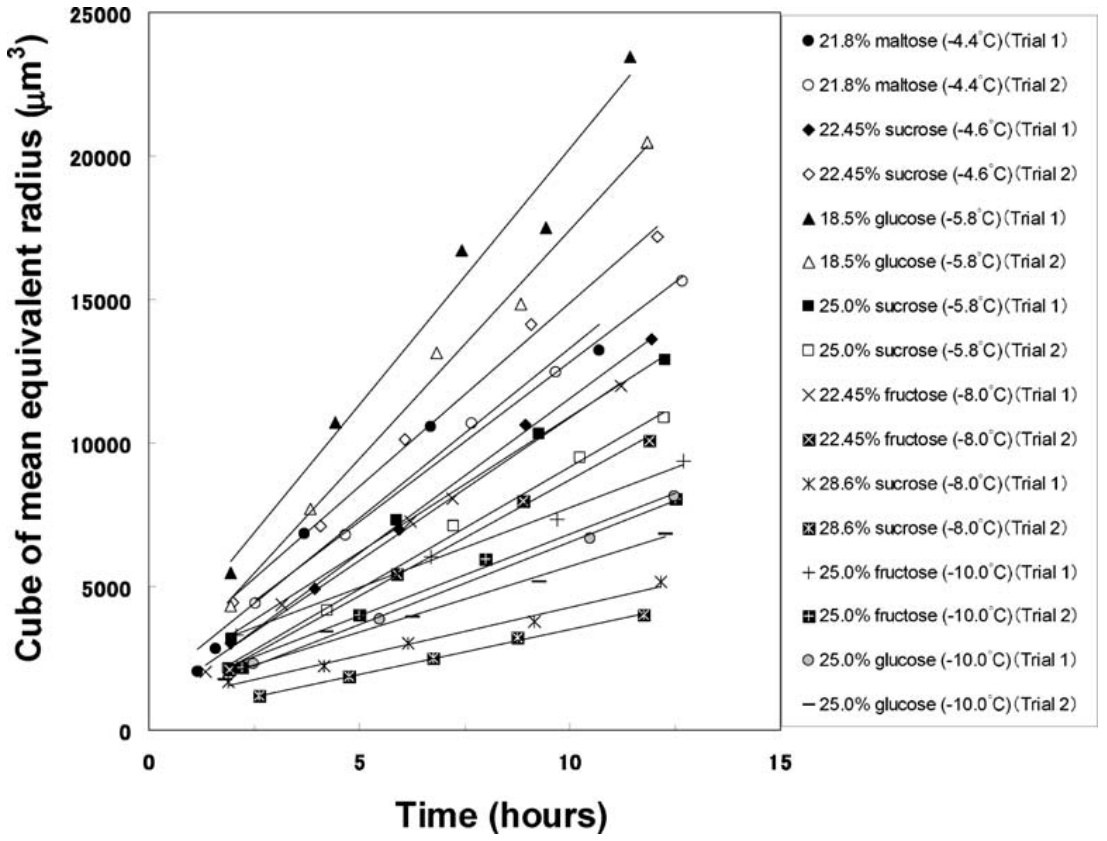 Cube of mean equivalent radius (μm³)
25000
20000
15000
10000
5000
0
0 5 10 15
Time (hours)
21.8% maltose (-4.4°C)(Trial 1)
21.8% maltose (-4.4°C)(Trial 2)
22.45% sucrose (-4.6°C)(Trial 1)
22.45% sucrose (-4.6°C)(Trial 2)
18.5% glucose (-5.8°C)(Trial 1)
18.5% glucose (-5.8°C)(Trial 2)
25.0% sucrose (-5.8°C)(Trial 1)
25.0% sucrose (-5.8°C)(Trial 2)
22.45% fructose (-8.0°C)(Trial 1)
22.45% fructose (-8.0°C)(Trial 2)
28.6% sucrose (-8.0°C)(Trial 1)
28.6% sucrose (-8.0°C)(Trial 2)
25.0% fructose (-10.0°C)(Trial 1)
25.0% fructose (-10.0°C)(Trial 2)
25.0% glucose (-10.0°C)(Trial 1)
25.0% glucose (-10.0°C)(Trial 2)